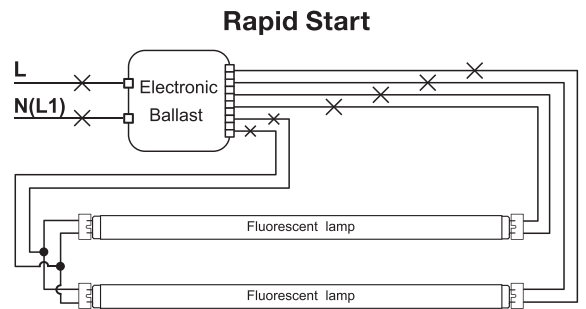 Rapid Start
L
Electronic
N(L1)
Ballast
Fluorescent lamp
Fluorescent lamp